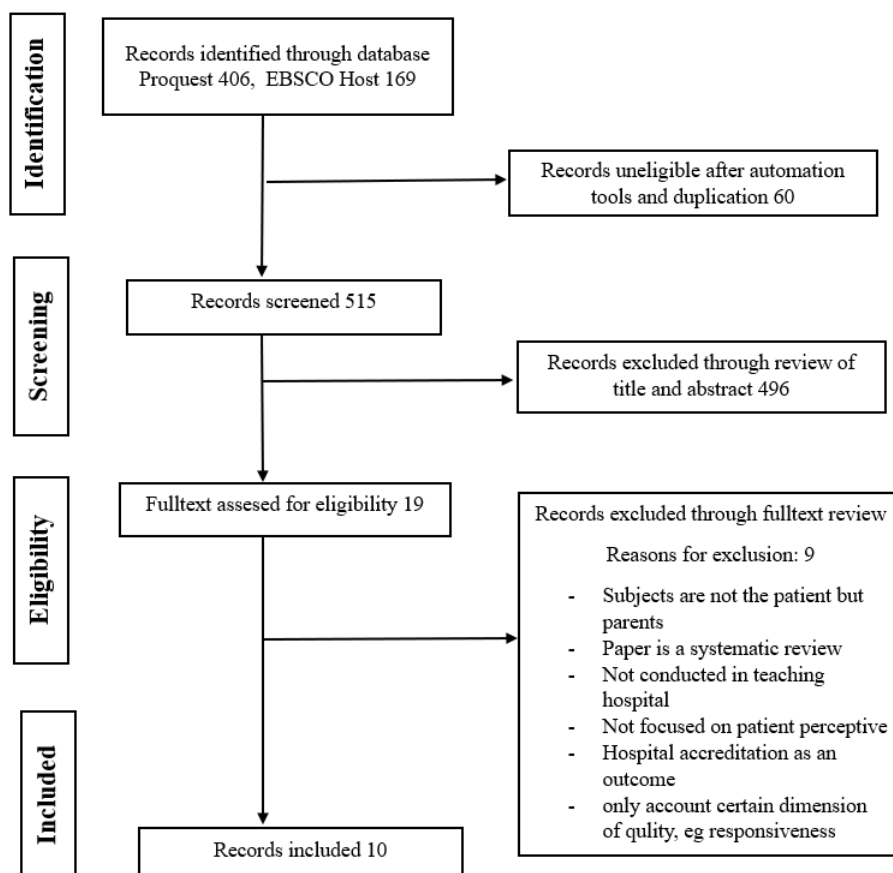 Identification
Records identified through database
Proquest 406, EBSCO Host 169
Records uneligible after automation
tools and duplication 60
Screening
Records screened 515
Records excluded through review of
title and abstract 496
Eligibility
Fulltext assesed for eligibility 19
Records excluded through fulltext review
Reasons for exclusion: 9
- Subjects are not the patient but
parents
- Paper is a systematic review
- Not conducted in teaching
hospital
- Not focused on patient perceptive
- Hospital accreditation as an
outcome
- only account certain dimension
of qulity, eg responsiveness
Included
Records included 10